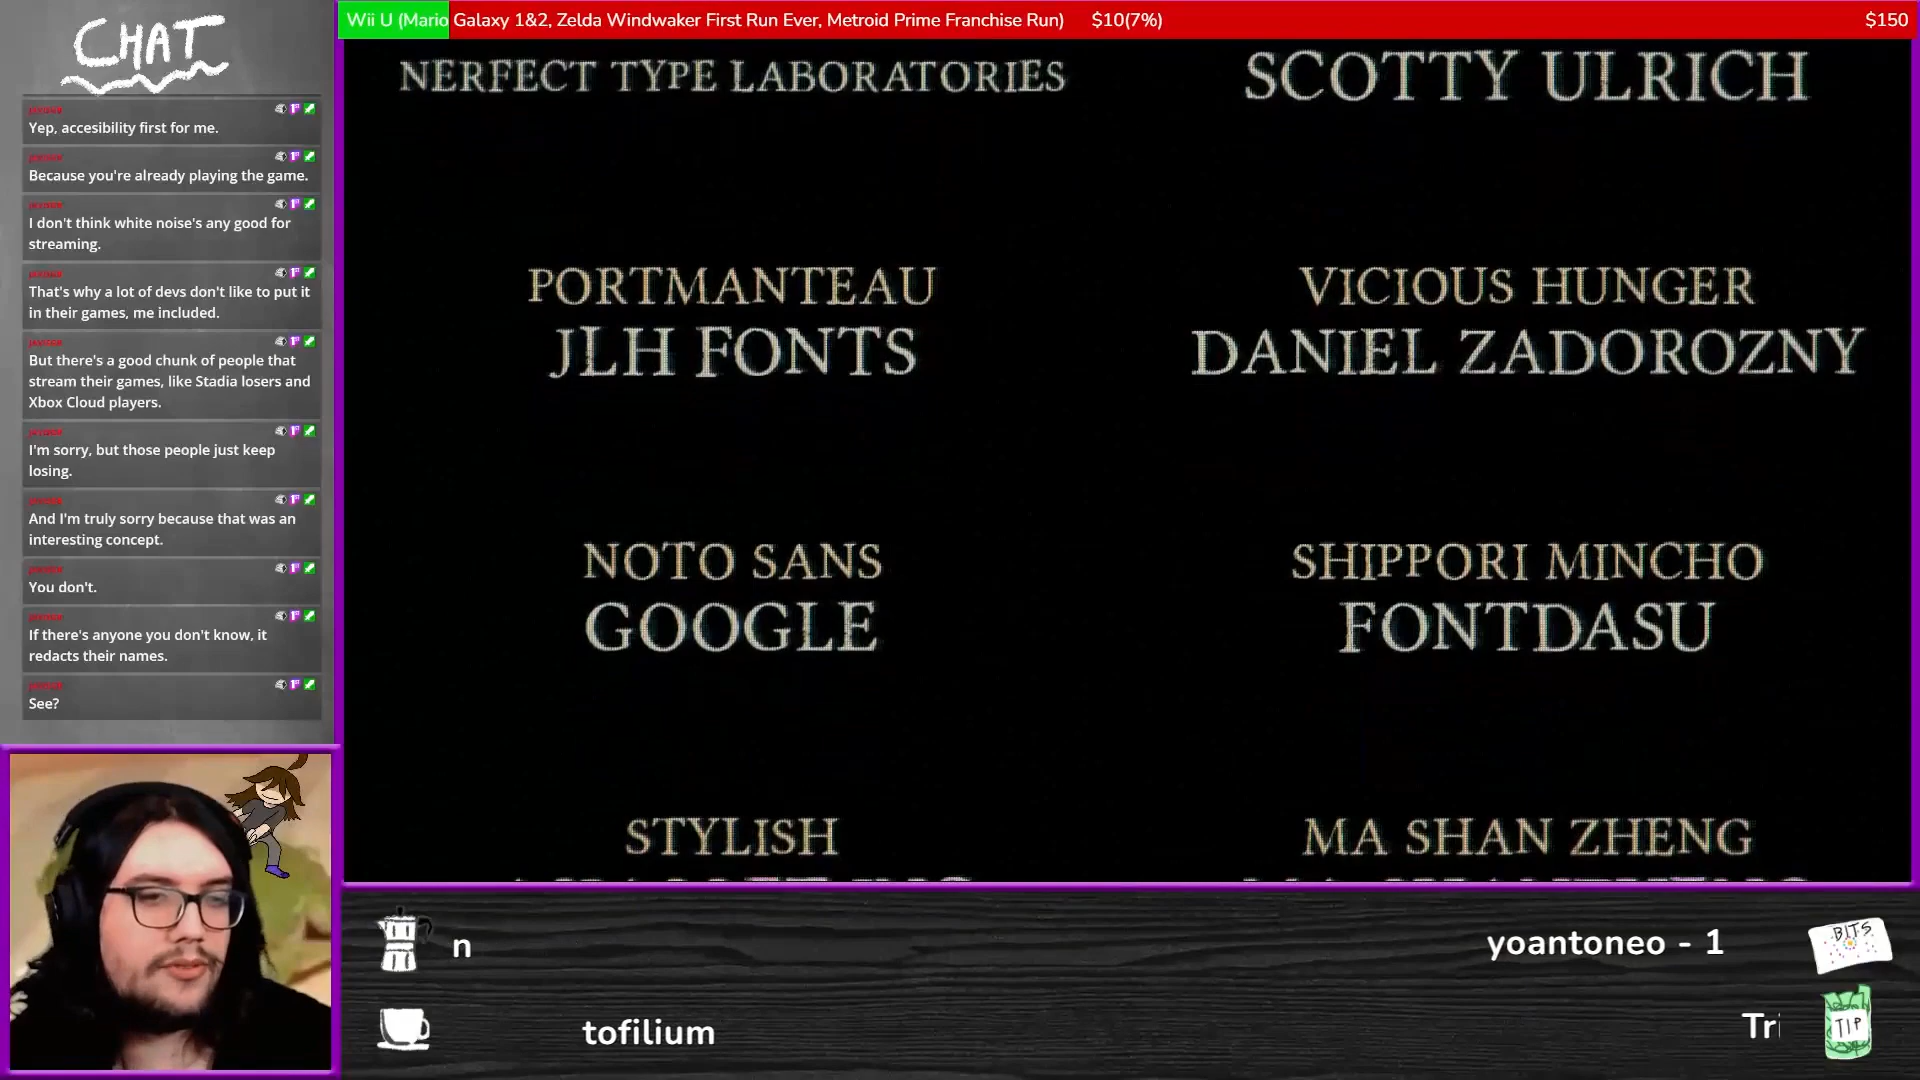 CHAT
Yep, accesibility first for me.
Because you're already playing the game.
I don't think white noise's any good for
streaming.
That's why a lot of devs don't like to put it
in their games, me included.
But there's a good chunk of people that
stream their games, like Stadia losers and
Xbox Cloud players.
I'm sorry, but those people just keep
losing.
And I'm truly sorry because that was an
interesting concept.
You don't.
If there's anyone you don't know, it
redacts their names.
See?
Wii U (Mario Galaxy 1&2, Zelda Windwaker First Run Ever, Metroid Prime Franchise Run) $10(7%) $150
NERFECT TYPE LABORATORIES
SCOTTY ULRICH
PORTMANTEAU
JLH FONTS
VICIOUS HUNGER
DANIEL ZADOROZNY
NOTO SANS
GOOGLE
SHIPPORI MINCHO
FONTDASU
STYLISH
MA SHAN ZHENG
n
yoantoneo - 1
BITS
tofilium
Tri
TIP